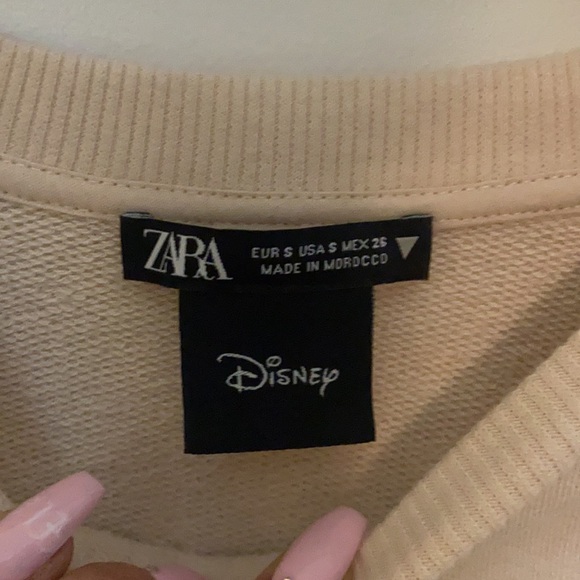 ZARA
EUR S USA S MEX 26
MADE IN MOROCCO
Disney